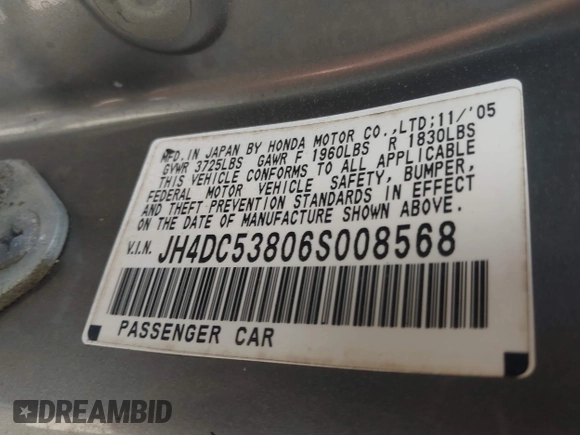 MFD.IN JAPAN BY HONDA MOTOR CO.,LTD;11/'05
GVWR 3725LBS GAWR F 1960LBS R 1830LBS
THIS VEHICLE CONFORMS TO ALL APPLICABLE
FEDERAL MOTOR VEHICLE SAFETY, BUMPER,
AND THEFT PREVENTION STANDARDS IN EFFECT
ON THE DATE OF MANUFACTURE SHOWN ABOVE.
V.I.N. JH4DC53806S008568
PASSENGER CAR
DREAMBID